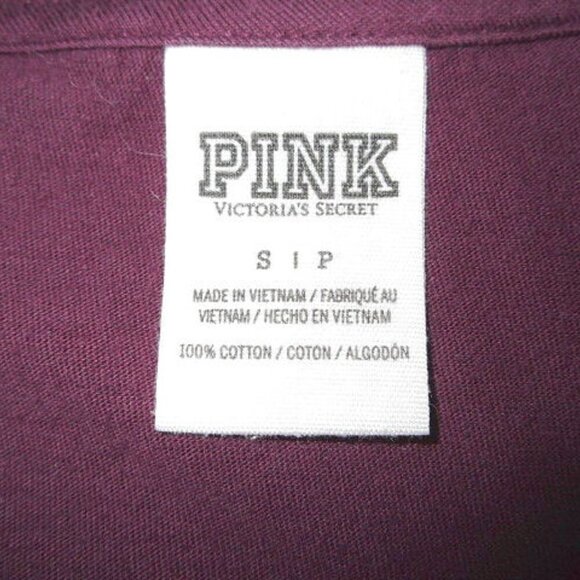 PINK
VICTORIA'S SECRET
S | P
MADE IN VIETNAM / FABRIQUÉ AU
VIETNAM / HECHO EN VIETNAM
100% COTTON / COTON / ALGODÓN